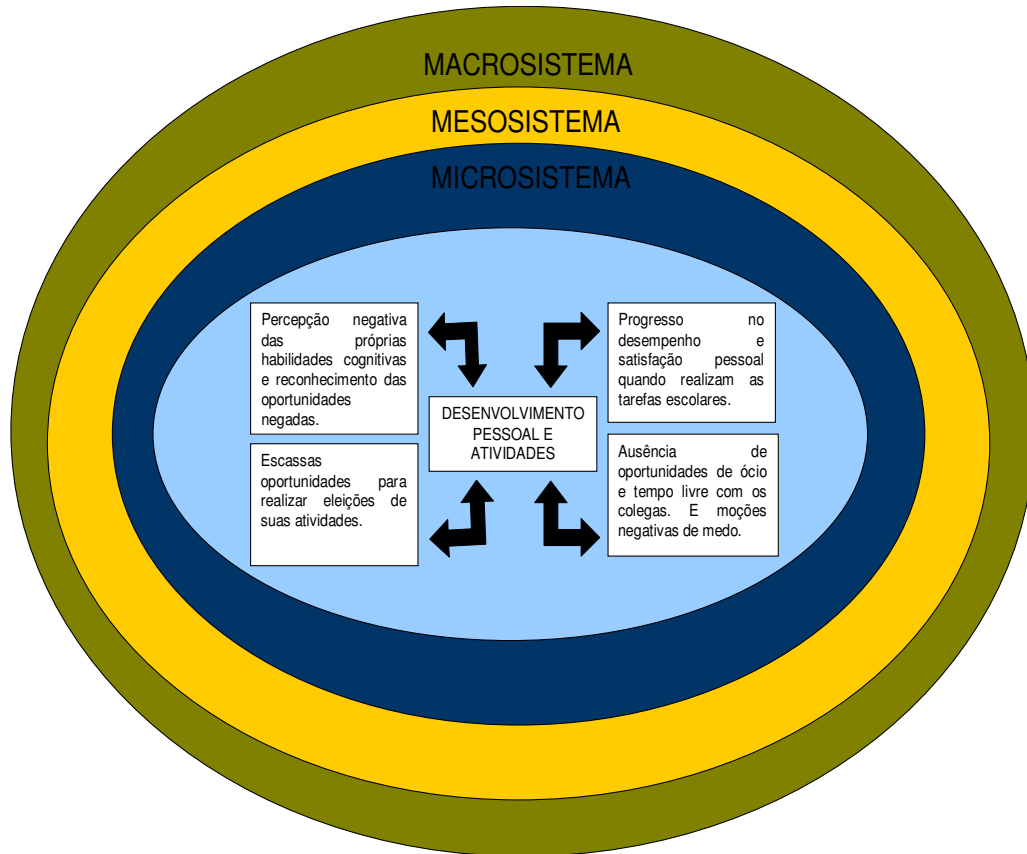 MACROSISTEMA
MESOSISTEMA
MICROSISTEMA
Percepção negativa
das próprias
habilidades cognitivas
e reconhecimento das
oportunidades
negadas.
Progresso no
desempenho e
satisfação pessoal
quando realizam as
tarefas escolares.
DESENVOLVIMENTO
PESSOAL E
ATIVIDADES
Escassas
oportunidades para
realizar eleições de
suas atividades.
Ausência de
oportunidades de ócio
e tempo livre com os
colegas. E moções
negativas de medo.